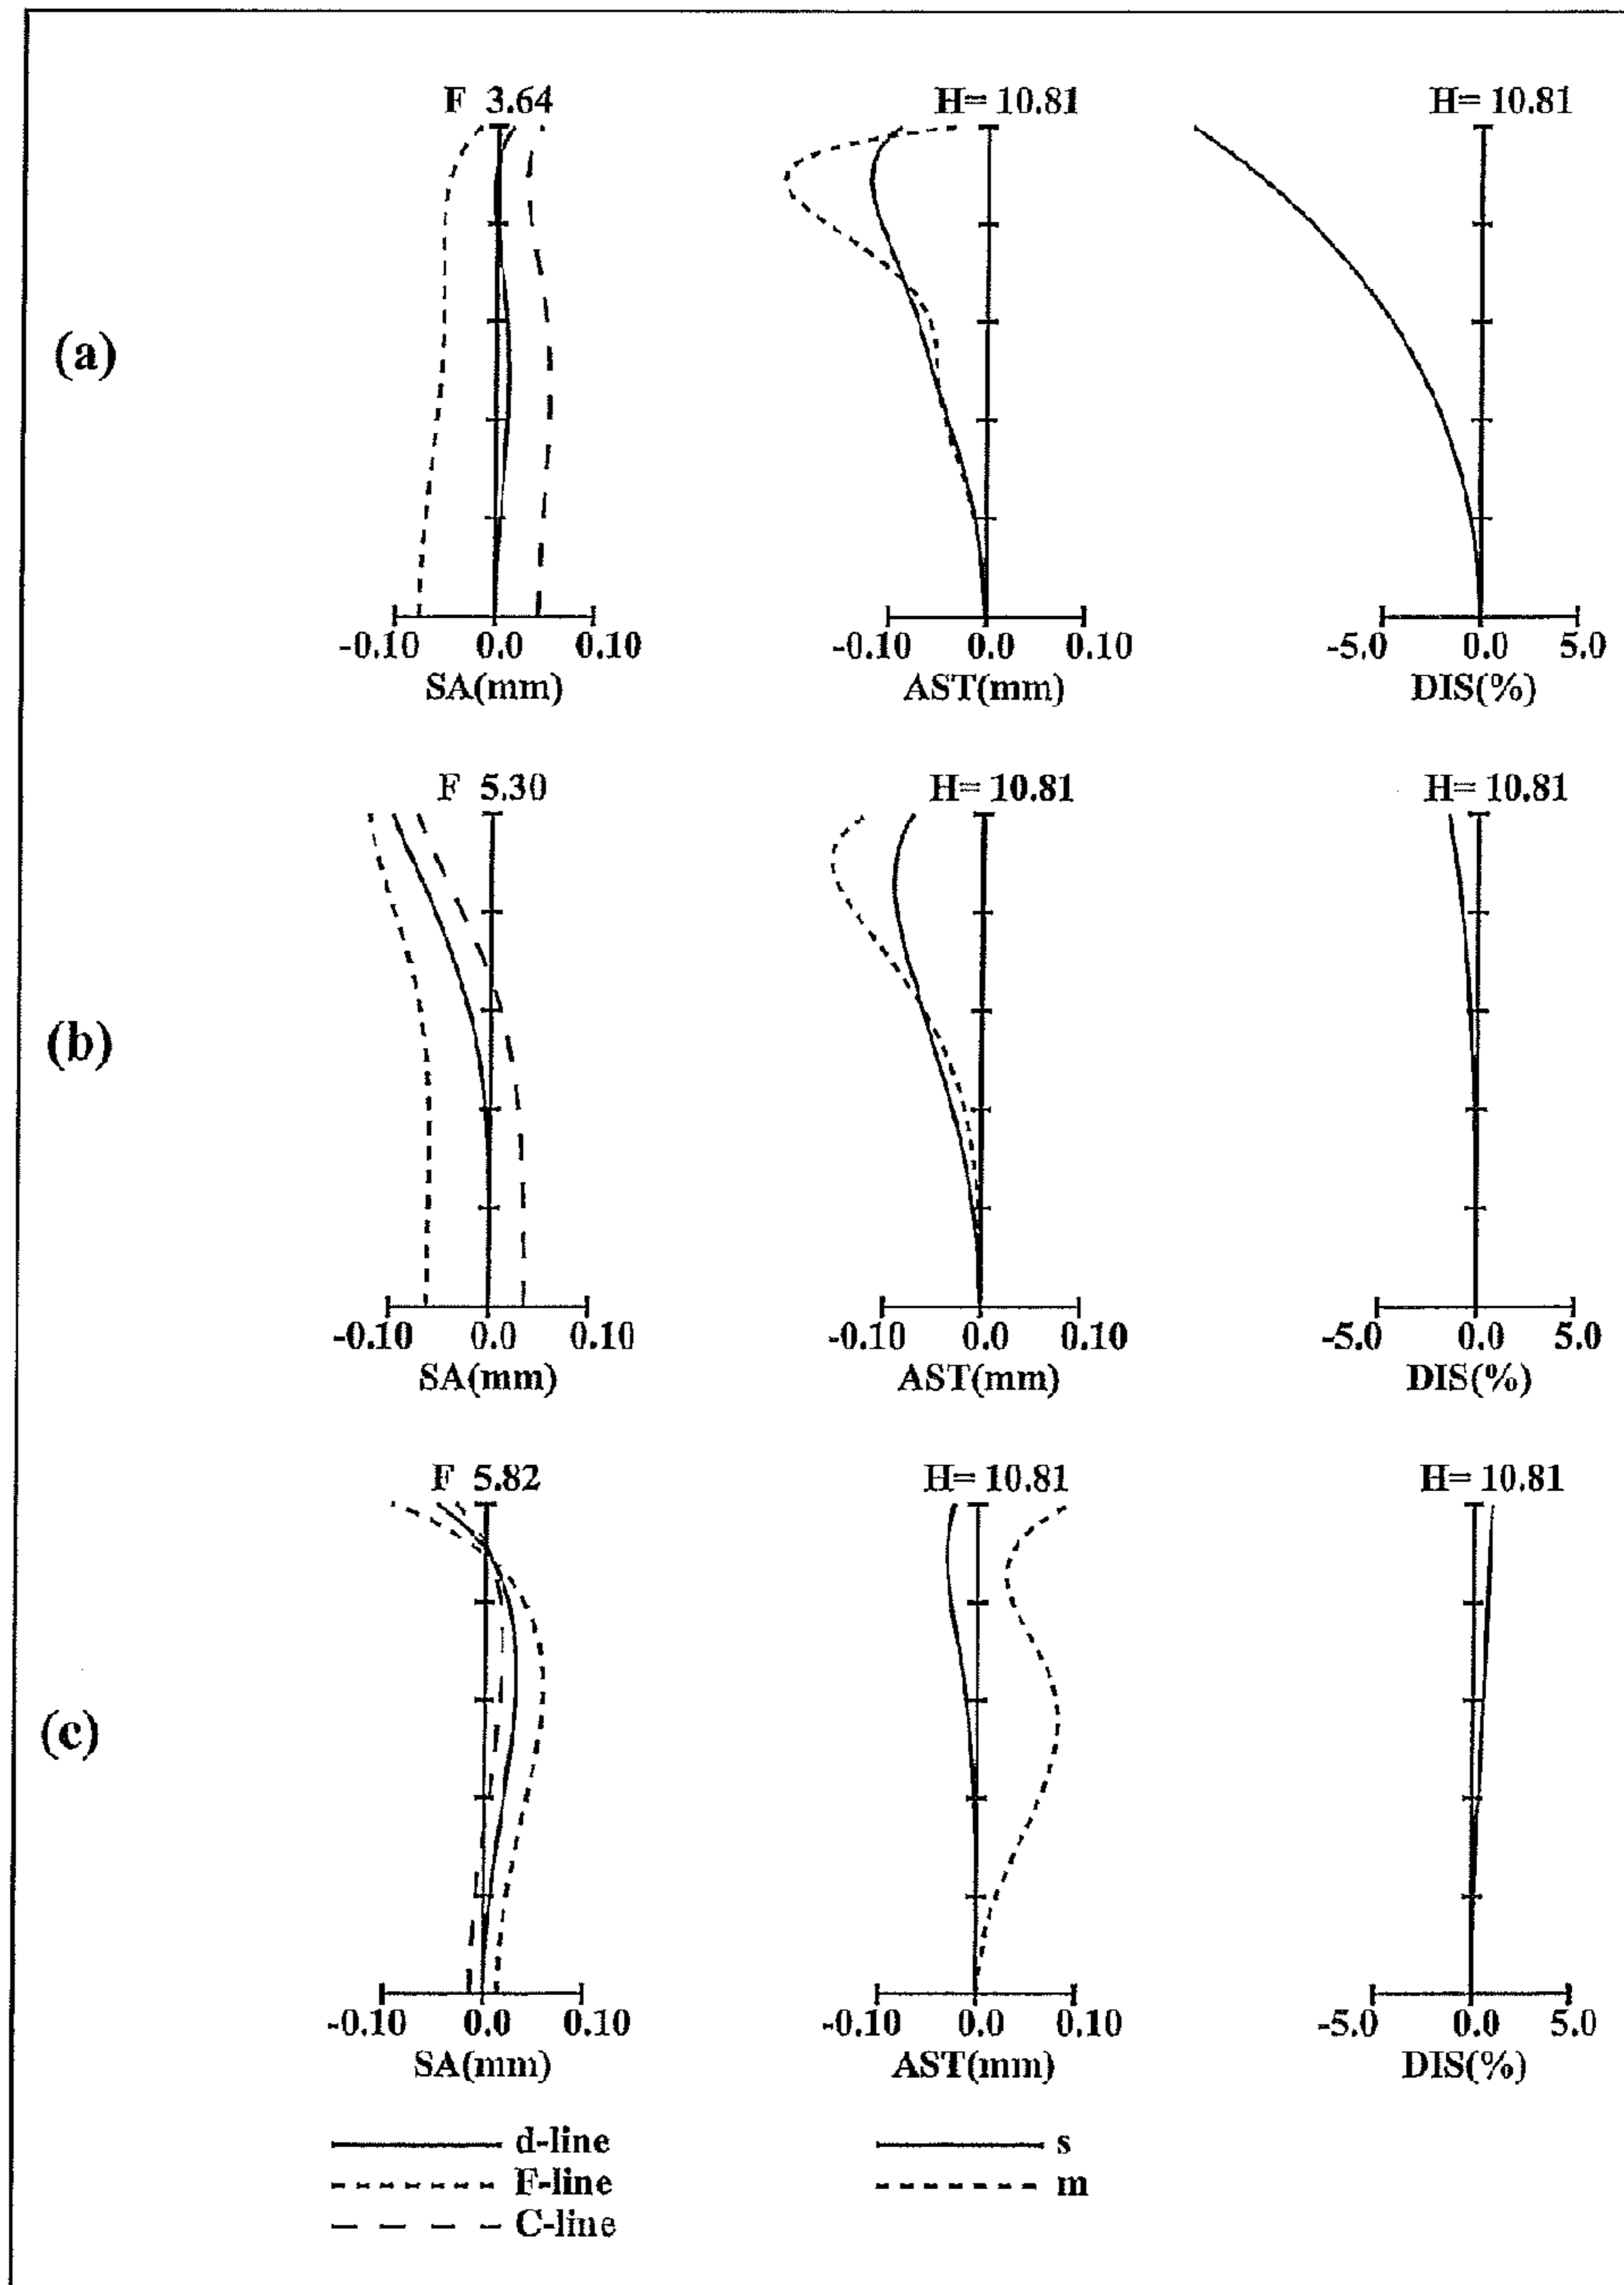 F 3.64 H= 10.81 H= 10.81
(a)
-0.10 0.0 0.10 -0.10 0.0 0.10 -5.0 0.0 5.0
SA(mm) AST(mm) DIS(%)
F 5.30 H= 10.81 H= 10.81
(b)
-0.10 0.0 0.10 -0.10 0.0 0.10 -5.0 0.0 5.0
SA(mm) AST(mm) DIS(%)
F 5.82 H= 10.81 H= 10.81
(c)
-0.10 0.0 0.10 -0.10 0.0 0.10 -5.0 0.0 5.0
SA(mm) AST(mm) DIS(%)
d-line s
F-line m
C-line